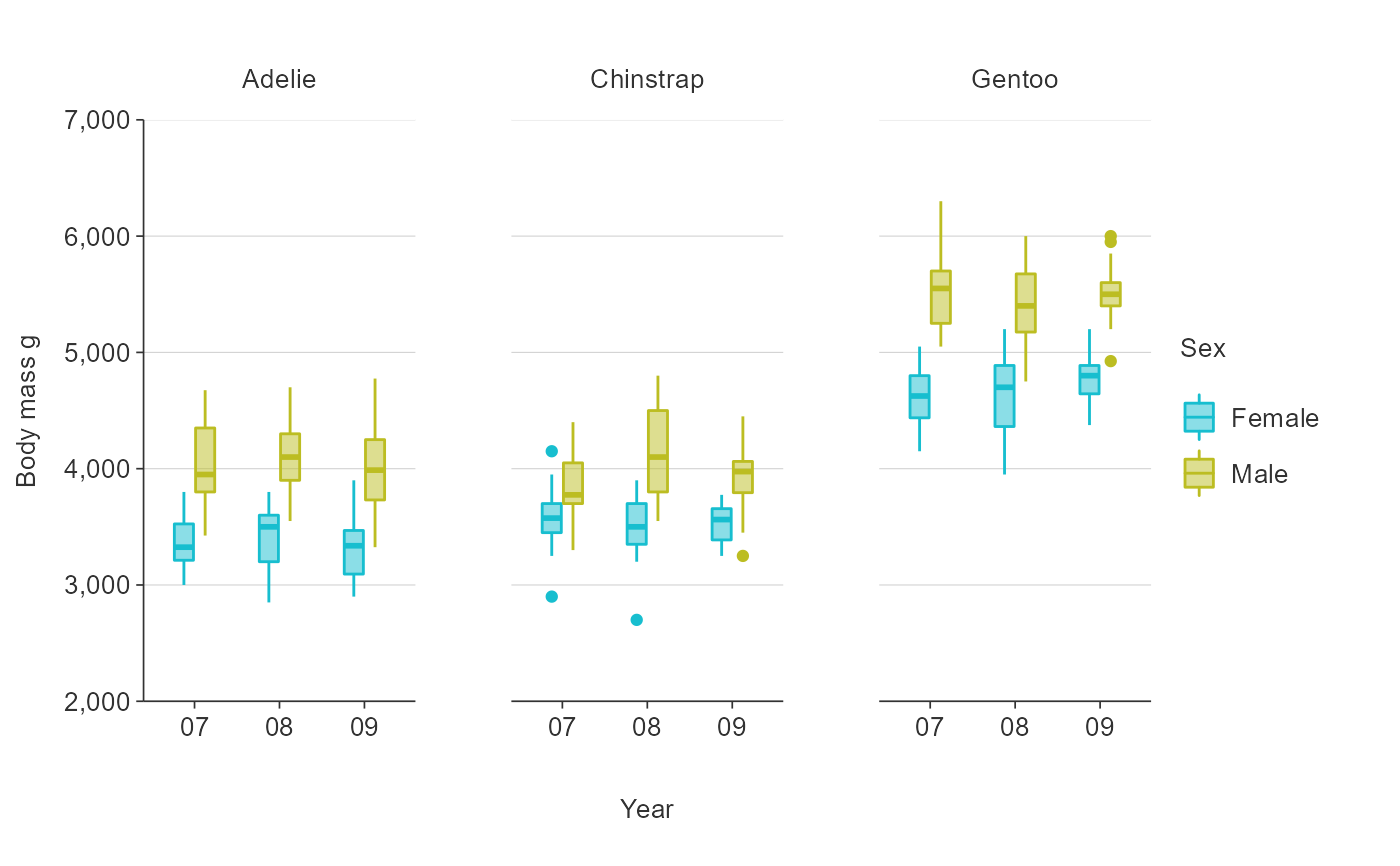 Adelie Chinstrap Gentoo
7,000
6,000
5,000
4,000
3,000
2,000
Body mass g
07 08 09 07 08 09 07 08 09
Year
Sex
Female
Male